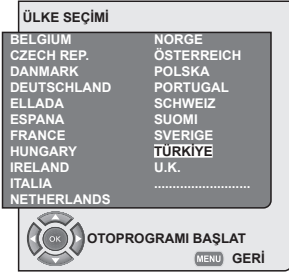 ÜLKE SEÇİMİ
BELGIUM NORGE
CZECH REP. ÖSTERREICH
DANMARK POLSKA
DEUTSCHLAND PORTUGAL
ELLADA SCHWEIZ
ESPANA SUOMI
FRANCE SVERIGE
HUNGARY TÜRKİYE
IRELAND U.K.
ITALIA ..........................
NETHERLANDS
OK OTOPROGRAMI BAŞLAT
MENU GERİ